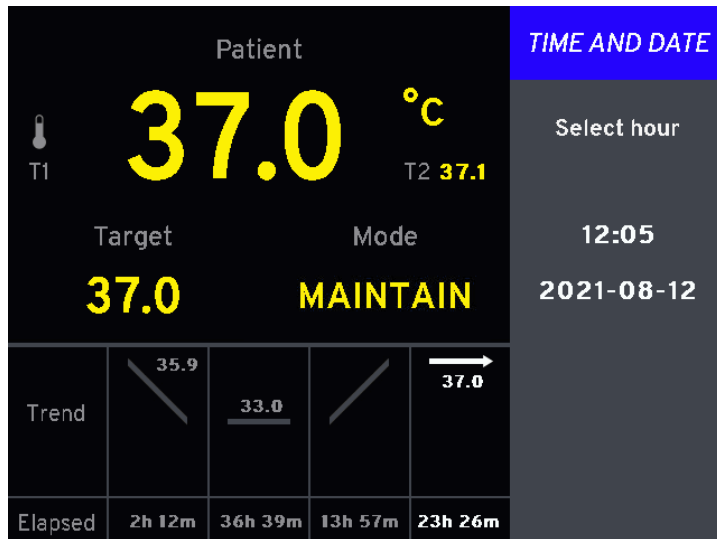 Patient
TIME AND DATE
37.0 °C
T1
T2 37.1
Select hour
Target
Mode
12:05
37.0
MAINTAIN
2021-08-12
Trend
35.9
33.0
37.0
Elapsed 2h 12m 36h 39m 13h 57m 23h 26m